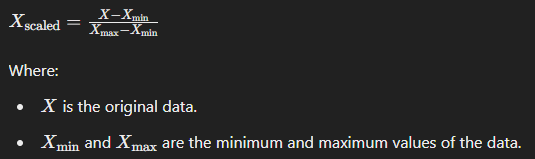 X_scaled = \frac{X - X_min}{X_max - X_min}
Where:
• X is the original data.
• X_min and X_max are the minimum and maximum values of the data.